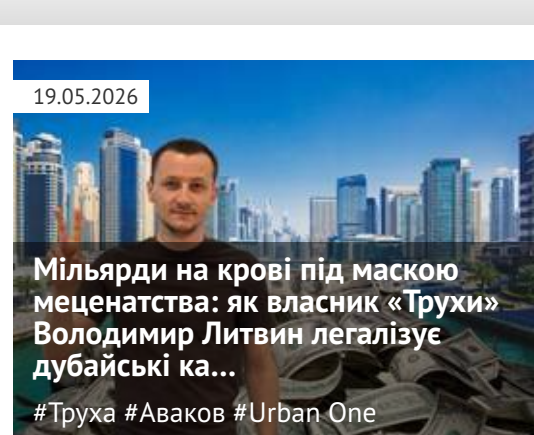 19.05.2026
Мільярди на крові під маскою
меценатства: як власник «Трухи»
Володимир Литвин легалізує
дубайські ка...
#Труха #Аваков #Urban One